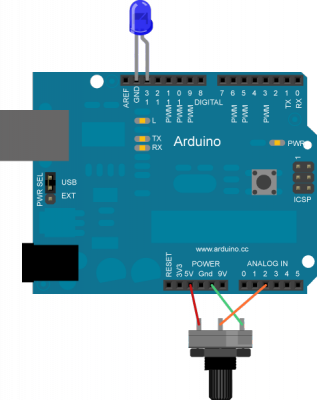 AREF
GND
13
12
PWM 11
PWM 10
PWM 9
8
DIGITAL
7
PWM 6
PWM 5
4
PWM 3
2
TX 1
RX 0
L
TX
RX
Arduino
PWR
1
ICSP
PWR SEL
USB
EXT
www.arduino.cc
POWER
ANALOG IN
RESET
3V3
5V
Gnd
9V
0
1
2
3
4
5